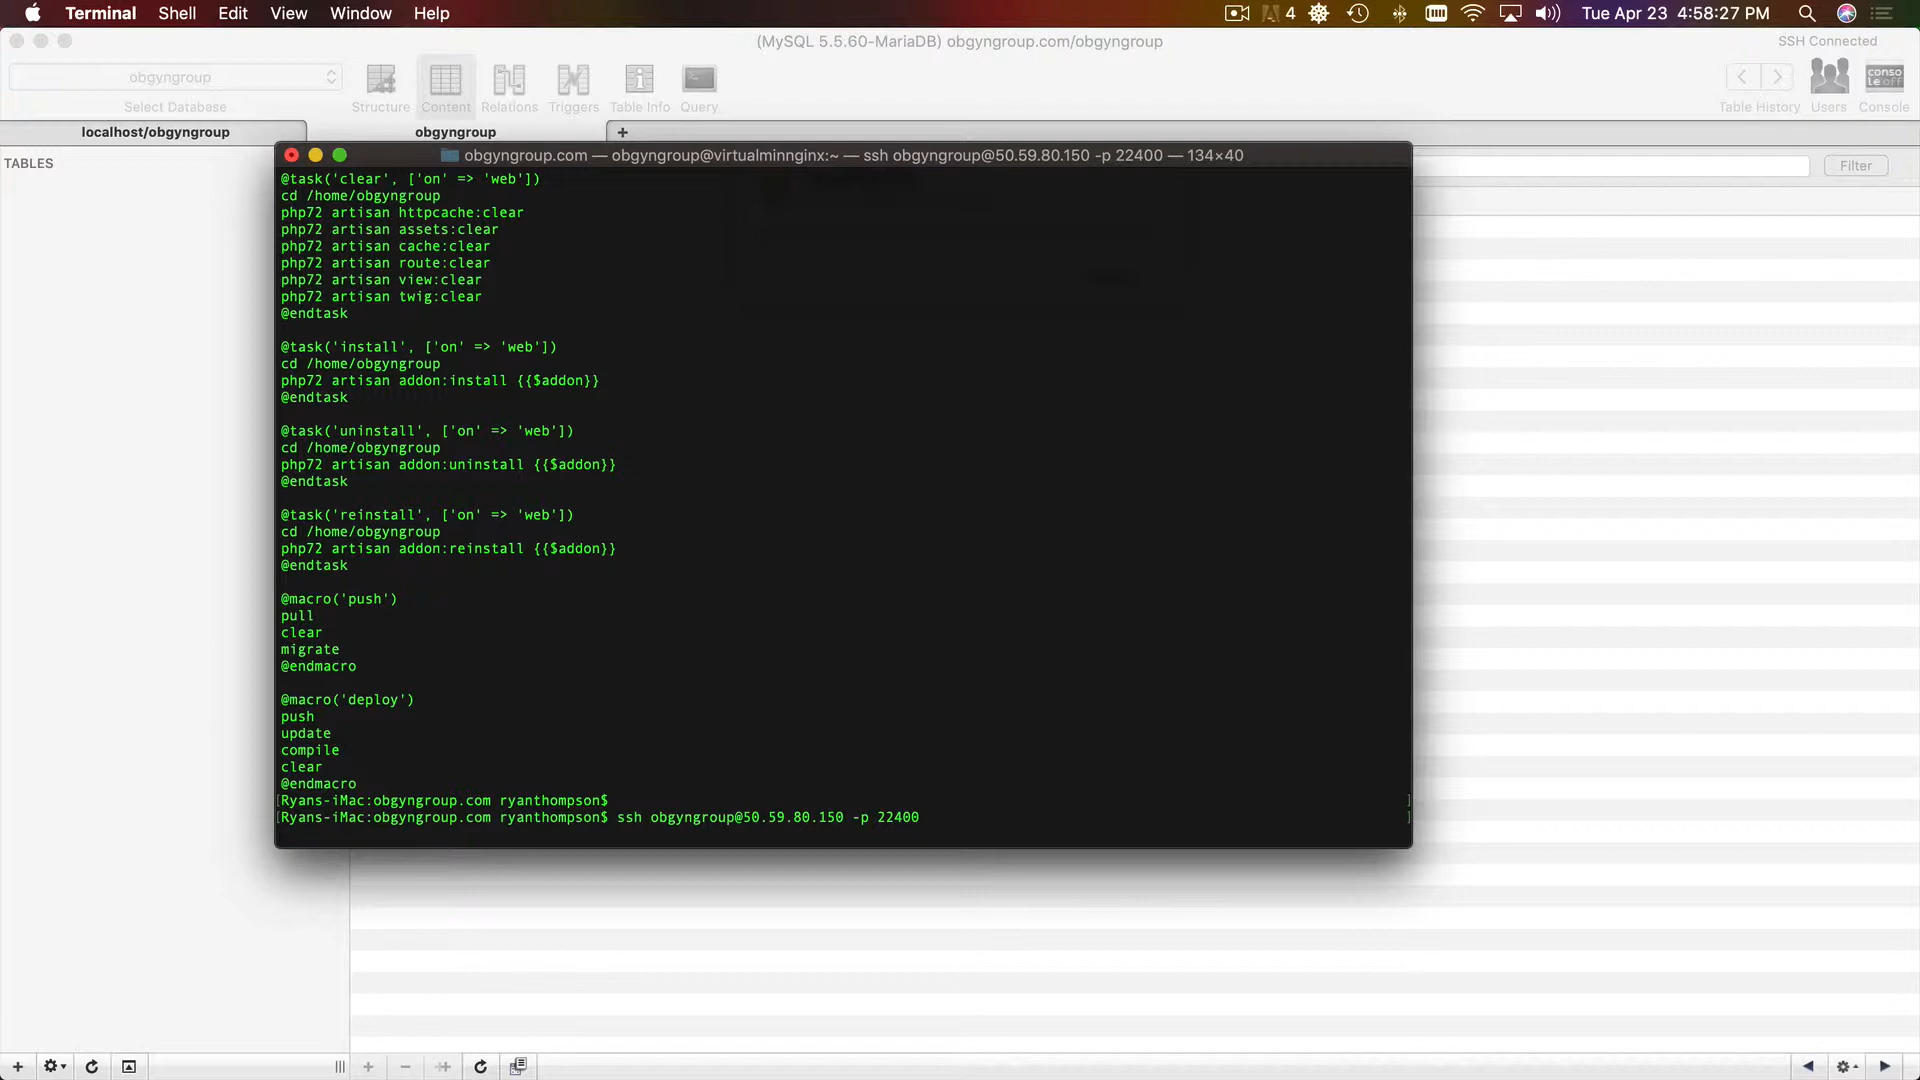 Terminal Shell Edit View Window Help 4 Tue Apr 23 4:58:27 PM
(MySQL 5.5.60-MariaDB) obgyngroup.com/obgyngroup SSH Connected
obgyngroup
Select Database Structure Content Relations Triggers Table Info Query Table History Users Console
conso
le off
localhost/obgyngroup obgyngroup +
TABLES
Filter
obgyngroup.com — obgyngroup@virtualminnginx:~ — ssh obgyngroup@50.59.80.150 -p 22400 — 134×40
@task('clear', ['on' => 'web'])
cd /home/obgyngroup
php72 artisan httpcache:clear
php72 artisan assets:clear
php72 artisan cache:clear
php72 artisan route:clear
php72 artisan view:clear
php72 artisan twig:clear
@endtask
@task('install', ['on' => 'web'])
cd /home/obgyngroup
php72 artisan addon:install {{$addon}}
@endtask
@task('uninstall', ['on' => 'web'])
cd /home/obgyngroup
php72 artisan addon:uninstall {{$addon}}
@endtask
@task('reinstall', ['on' => 'web'])
cd /home/obgyngroup
php72 artisan addon:reinstall {{$addon}}
@endtask
@macro('push')
pull
clear
migrate
@endmacro
@macro('deploy')
push
update
compile
clear
@endmacro
[Ryans-iMac:obgyngroup.com ryanthompson$ ]
[Ryans-iMac:obgyngroup.com ryanthompson$ ssh obgyngroup@50.59.80.150 -p 22400 ]